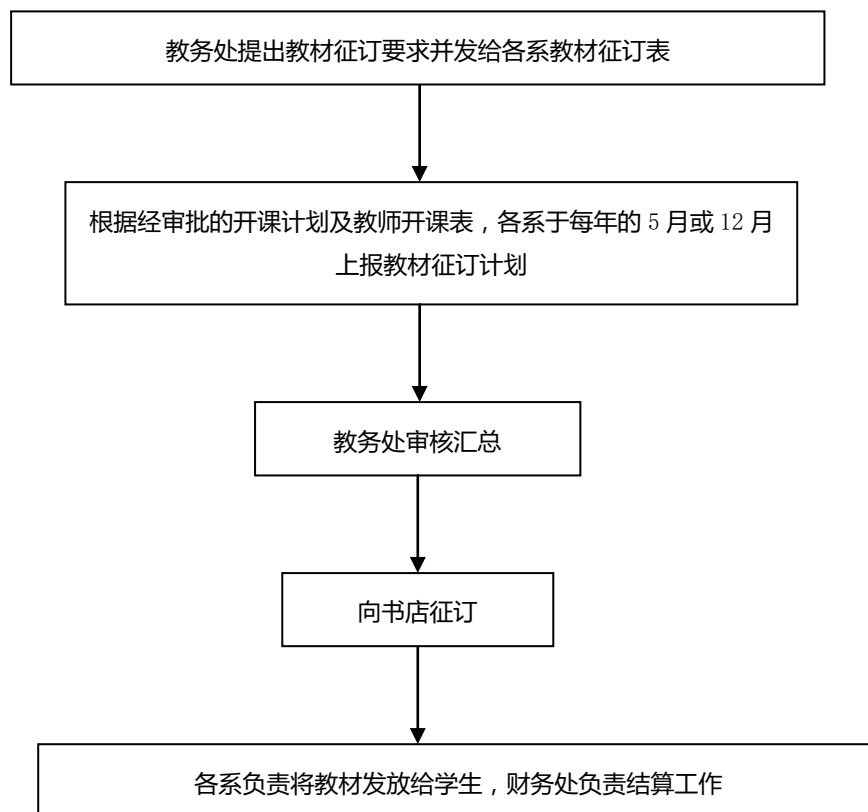 教务处提出教材征订要求并发给各系教材征订表
根据经审批的开课计划及教师开课表，各系于每年的 5 月或 12 月
上报教材征订计划
教务处审核汇总
向书店征订
各系负责将教材发放给学生，财务处负责结算工作